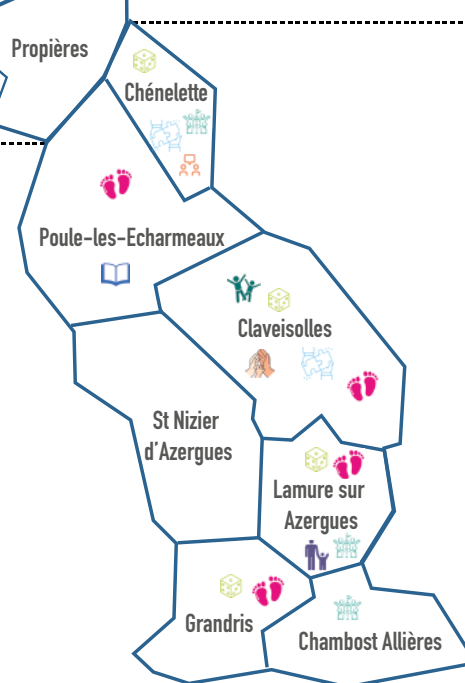 Propières
Chénelette
Poule-les-Echarmeaux
Claveisolles
St Nizier
d'Azergues
Lamure sur
Azergues
Grandris
Chambost Allières